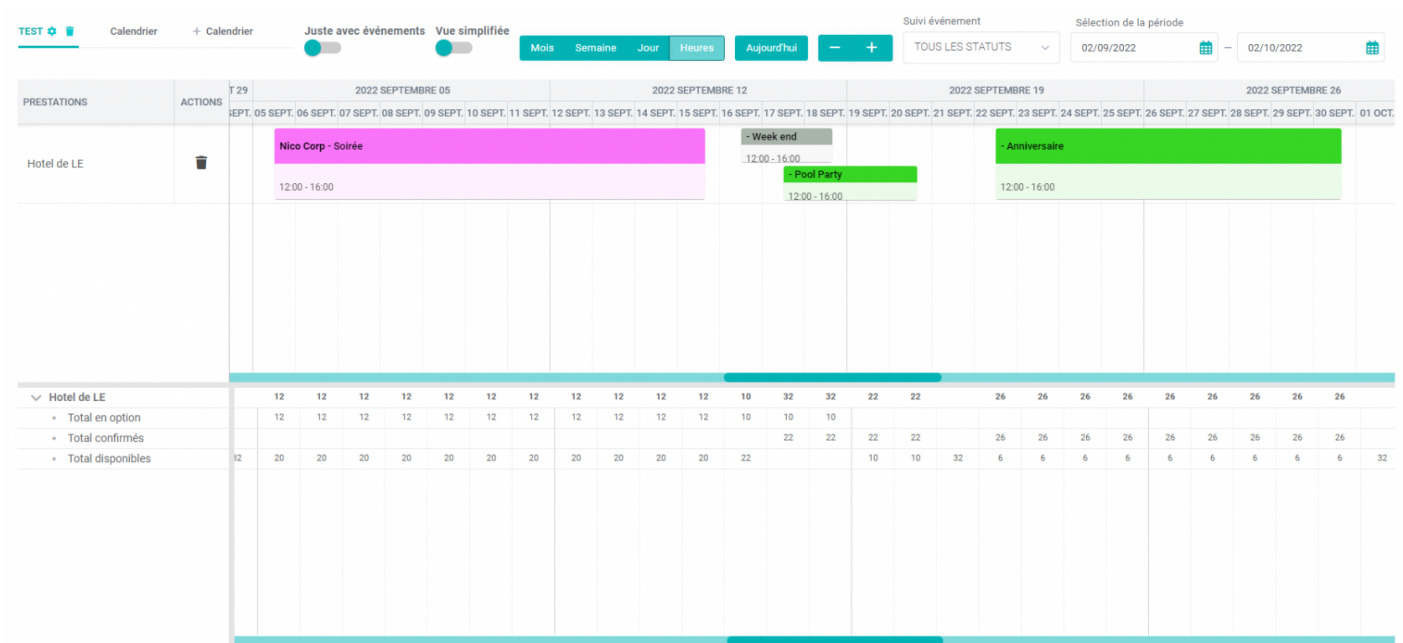 TEST Calendrier + Calendrier Juste avec événements Vue simplifiée
Mois Semaine Jour Heures Aujourd'hui − +
Suivi événement
TOUS LES STATUTS
Sélection de la période
02/09/2022 – 02/10/2022
PRESTATIONS ACTIONS
T 29 2022 SEPTEMBRE 05 2022 SEPTEMBRE 12 2022 SEPTEMBRE 19 2022 SEPTEMBRE 26
SEPT. 05 SEPT. 06 SEPT. 07 SEPT. 08 SEPT. 09 SEPT. 10 SEPT. 11 SEPT. 12 SEPT. 13 SEPT. 14 SEPT. 15 SEPT. 16 SEPT. 17 SEPT. 18 SEPT. 19 SEPT. 20 SEPT. 21 SEPT. 22 SEPT. 23 SEPT. 24 SEPT. 25 SEPT. 26 SEPT. 27 SEPT. 28 SEPT. 29 SEPT. 30 SEPT. 01 OCT.
Hotel de LE
Nico Corp - Soirée
12:00 - 16:00
- Week end
12:00 - 16:00
- Pool Party
12:00 - 16:00
- Anniversaire
12:00 - 16:00
Hotel de LE 12 12 12 12 12 12 12 12 12 12 12 10 32 32 22 22 26 26 26 26 26 26 26 26 26
Total en option 12 12 12 12 12 12 12 12 12 12 12 10 10 10
Total confirmés 22 22 22 22 26 26 26 26 26 26 26 26 26
Total disponibles 32 20 20 20 20 20 20 20 20 20 20 20 22 10 10 32 6 6 6 6 6 6 6 6 6 32